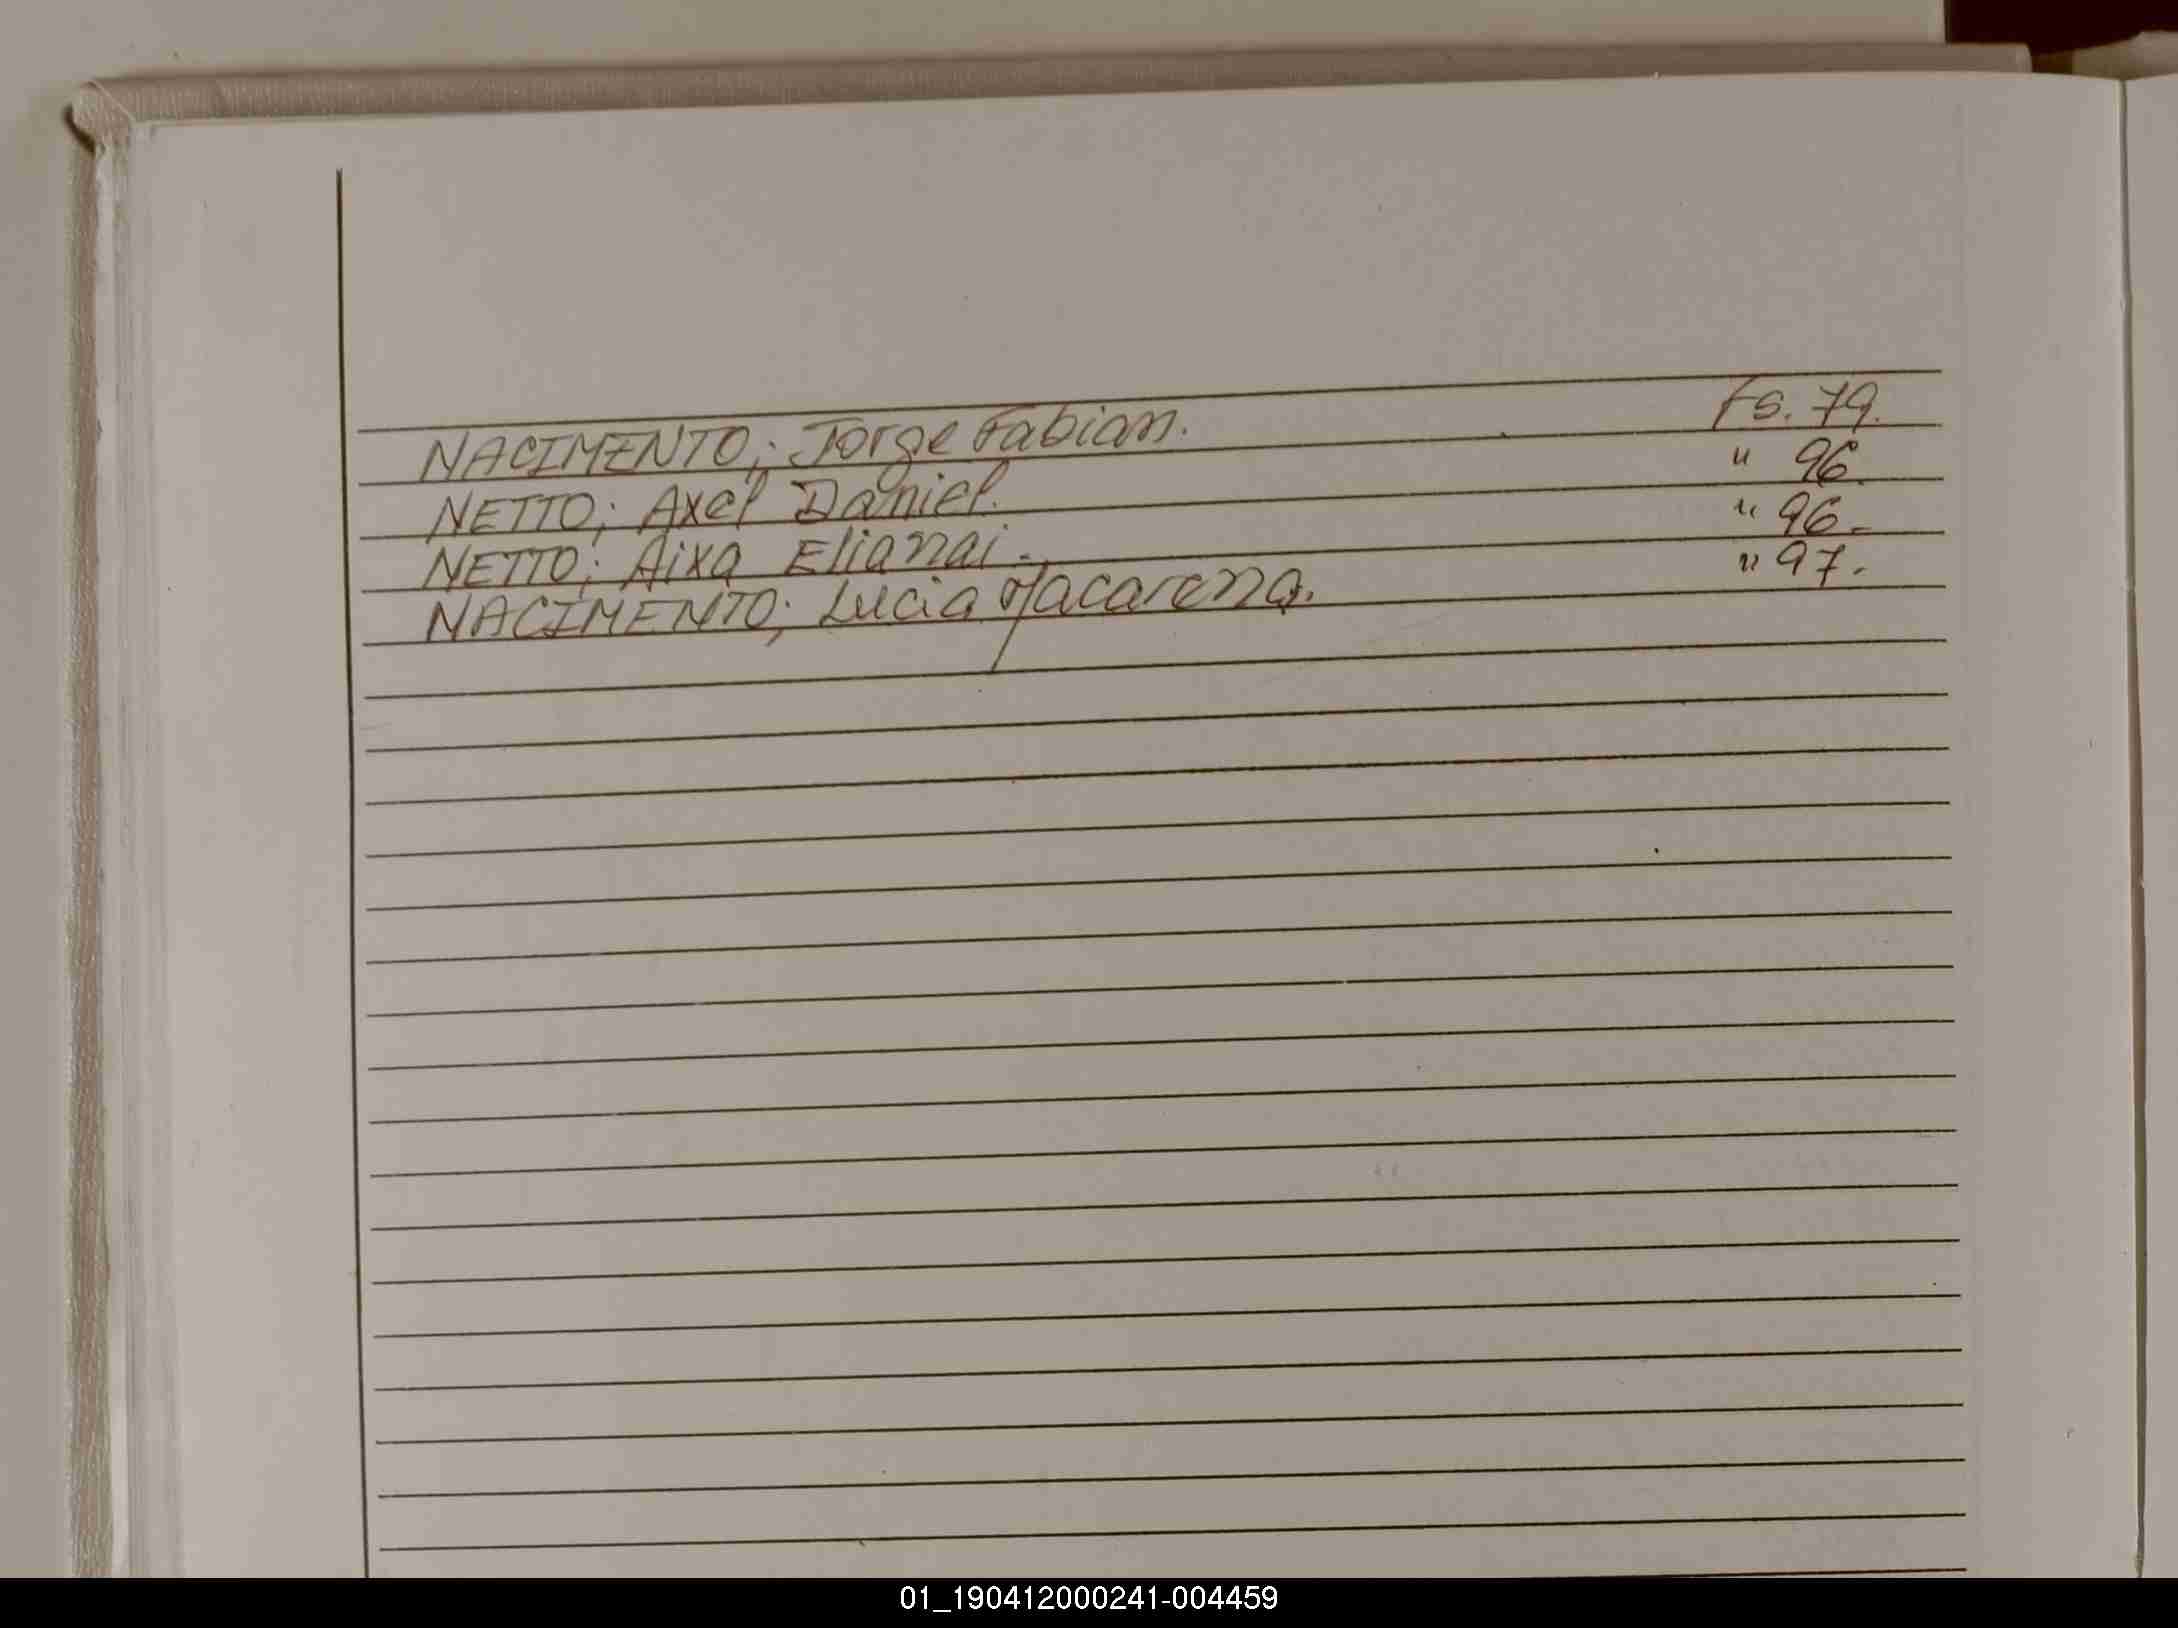 NACIMENTO; Jorge Fabian. Fs. 79.
NETTO; Axel Daniel. " 96.
NETTO; Aixa Elianai.- " 96.-
NACIMENTO; Lucia Macarena. " 97.-
01_190412000241-004459